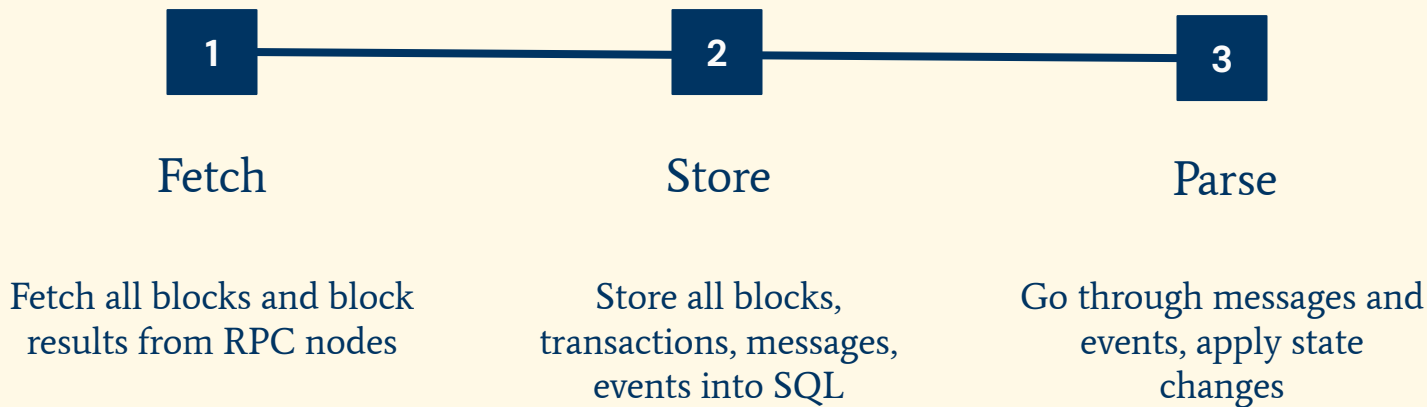 1
Fetch
Fetch all blocks and block
results from RPC nodes
2
Store
Store all blocks,
transactions, messages,
events into SQL
3
Parse
Go through messages and
events, apply state
changes